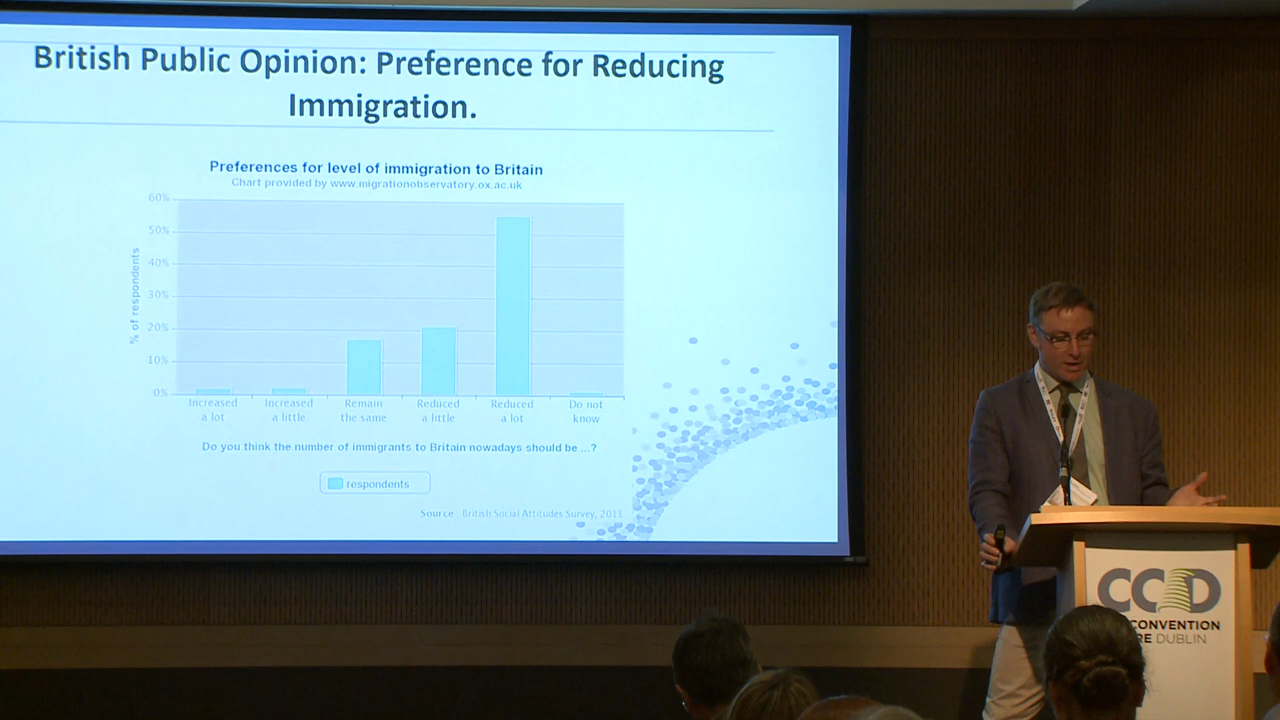 British Public Opinion: Preference for Reducing
Immigration.
Preferences for level of immigration to Britain
Chart provided by www.migrationobservatory.ox.ac.uk
60%
50%
40%
30%
20%
10%
0%
% of respondents
Increased
a lot
Increased
a little
Remain
the same
Reduced
a little
Reduced
a lot
Do not
know
Do you think the number of immigrants to Britain nowadays should be ...?
respondents
Source : British Social Attitudes Survey, 2013
CCD
CONVENTION
RE DUBLIN